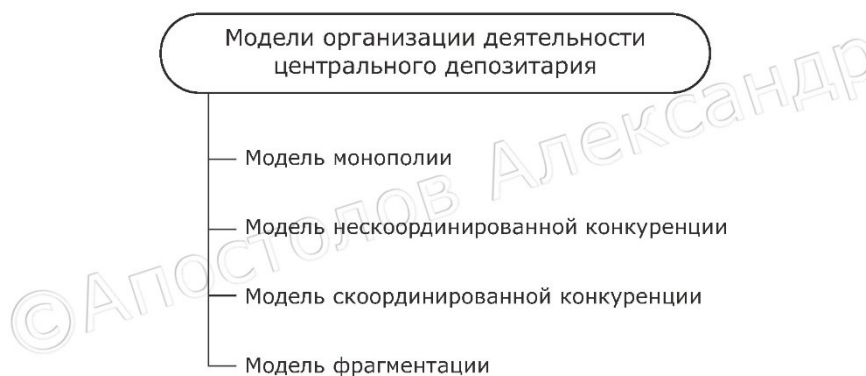 Модели организации деятельности
центрального депозитария
Модель монополии
Модель нескоординированной конкуренции
Модель скоординированной конкуренции
Модель фрагментации
©Апостолов Александр